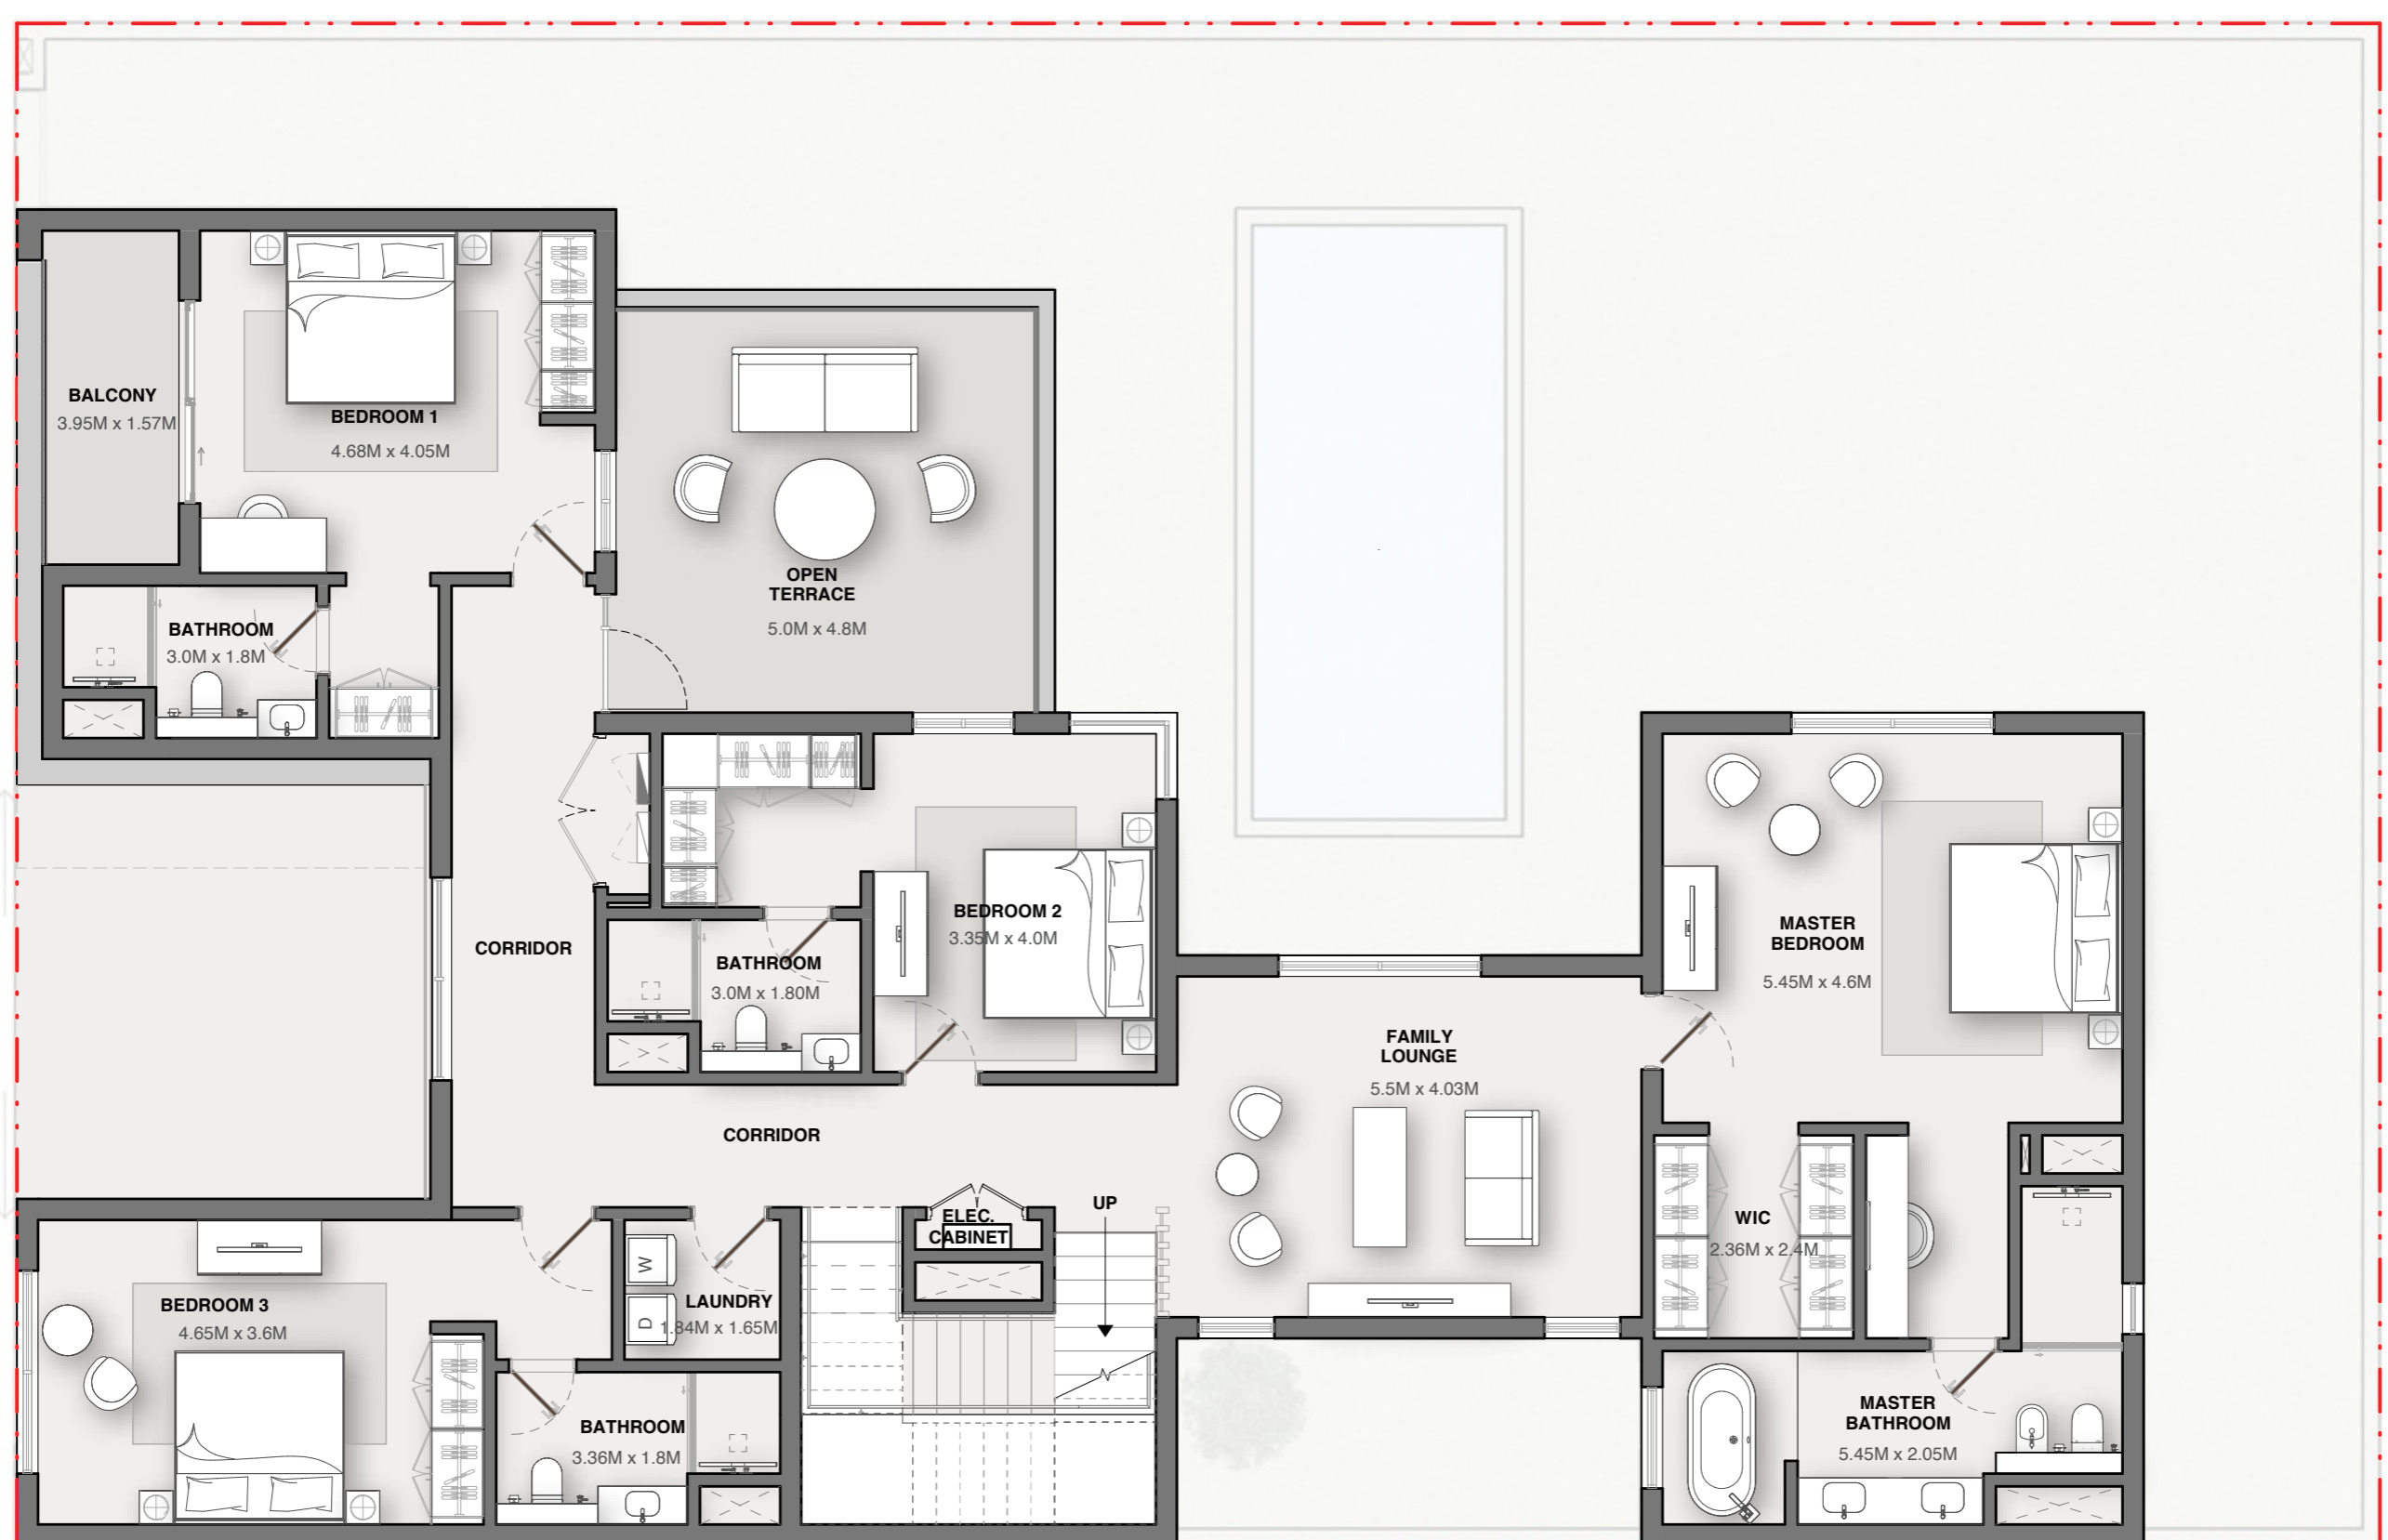 BALCONY
3.95M x 1.57M
BEDROOM 1
4.68M x 4.05M
OPEN
TERRACE
5.0M x 4.8M
BATHROOM
3.0M x 1.8M
CORRIDOR
BEDROOM 2
3.35M x 4.0M
BATHROOM
3.0M x 1.80M
MASTER
BEDROOM
5.45M x 4.6M
FAMILY
LOUNGE
5.5M x 4.03M
CORRIDOR
UP
ELEC.
CABINET
WIC
2.36M x 2.4M
W
D
LAUNDRY
1.84M x 1.65M
BEDROOM 3
4.65M x 3.6M
BATHROOM
3.36M x 1.8M
MASTER
BATHROOM
5.45M x 2.05M